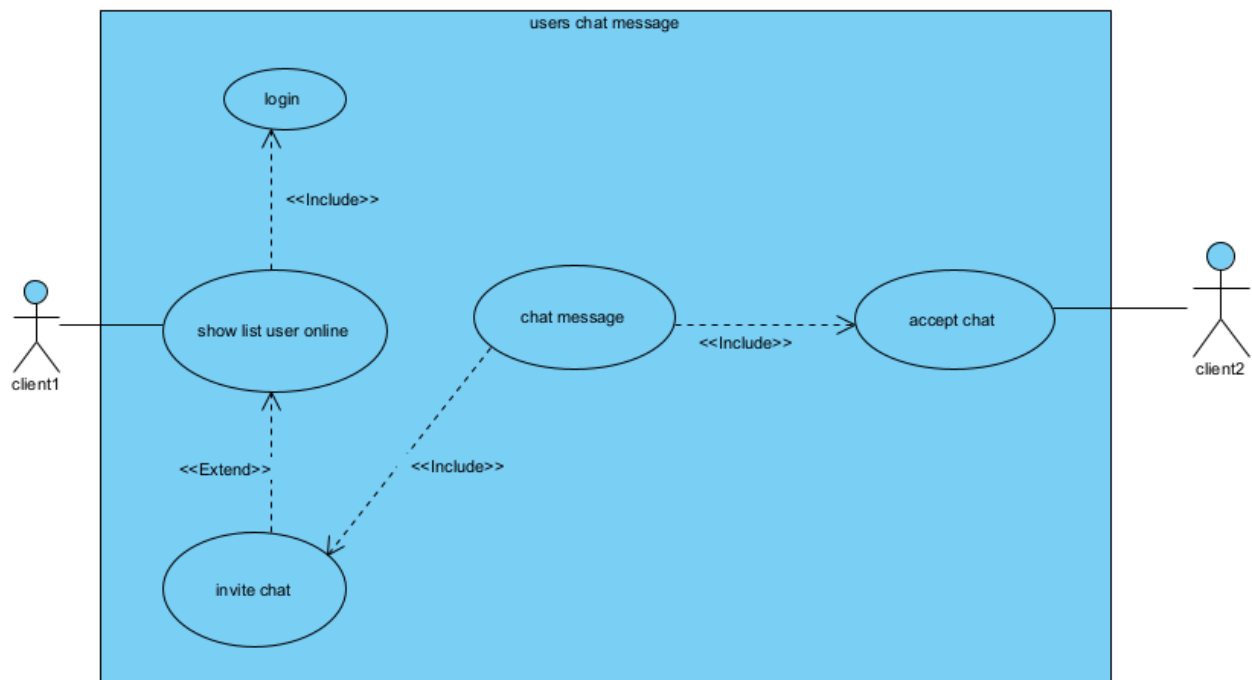 users chat message
login
<<Include>>
show list user online
chat message
accept chat
<<Include>>
client1
client2
<<Extend>>
<<Include>>
invite chat